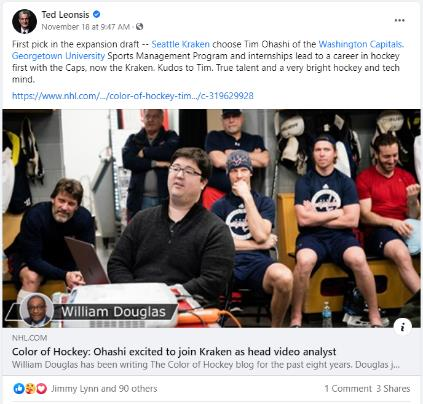 Ted Leonsis
November 18 at 9:47 AM ·
First pick in the expansion draft -- Seattle Kraken choose Tim Ohashi of the Washington Capitals.
Georgetown University Sports Management Program and internships lead to a career in hockey
first with the Caps, now the Kraken. Kudos to Tim. True talent and a very bright hockey and tech
mind.
https://www.nhl.com/.../color-of-hockey-tim.../c-319629928
William Douglas
NHL.COM
Color of Hockey: Ohashi excited to join Kraken as head video analyst
William Douglas has been writing The Color of Hockey blog for the past eight years. Douglas j...
Jimmy Lynn and 90 others
1 Comment 3 Shares